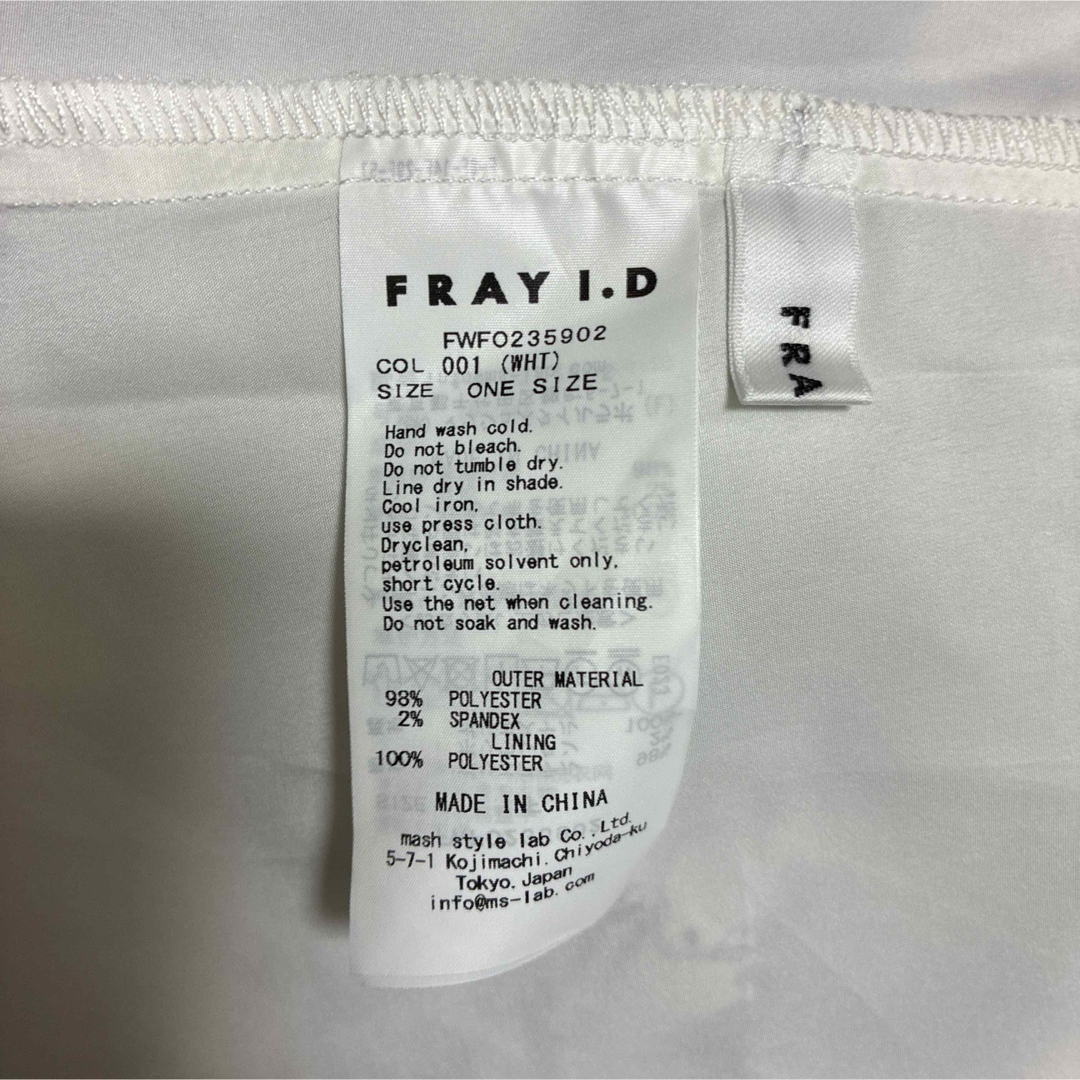 FRAY I.D
FWFO235902
COL 001 (WHT)
SIZE ONE SIZE
Hand wash cold.
Do not bleach.
Do not tumble dry.
Line dry in shade.
Cool iron,
use press cloth.
Dryclean,
petroleum solvent only,
short cycle.
Use the net when cleaning.
Do not soak and wash.
OUTER MATERIAL
98% POLYESTER
2% SPANDEX
LINING
100% POLYESTER
MADE IN CHINA
mash style lab Co.,Ltd.
5-7-1 Kojimachi, Chiyoda-ku
Tokyo, Japan
info@ms-lab.com
FRA